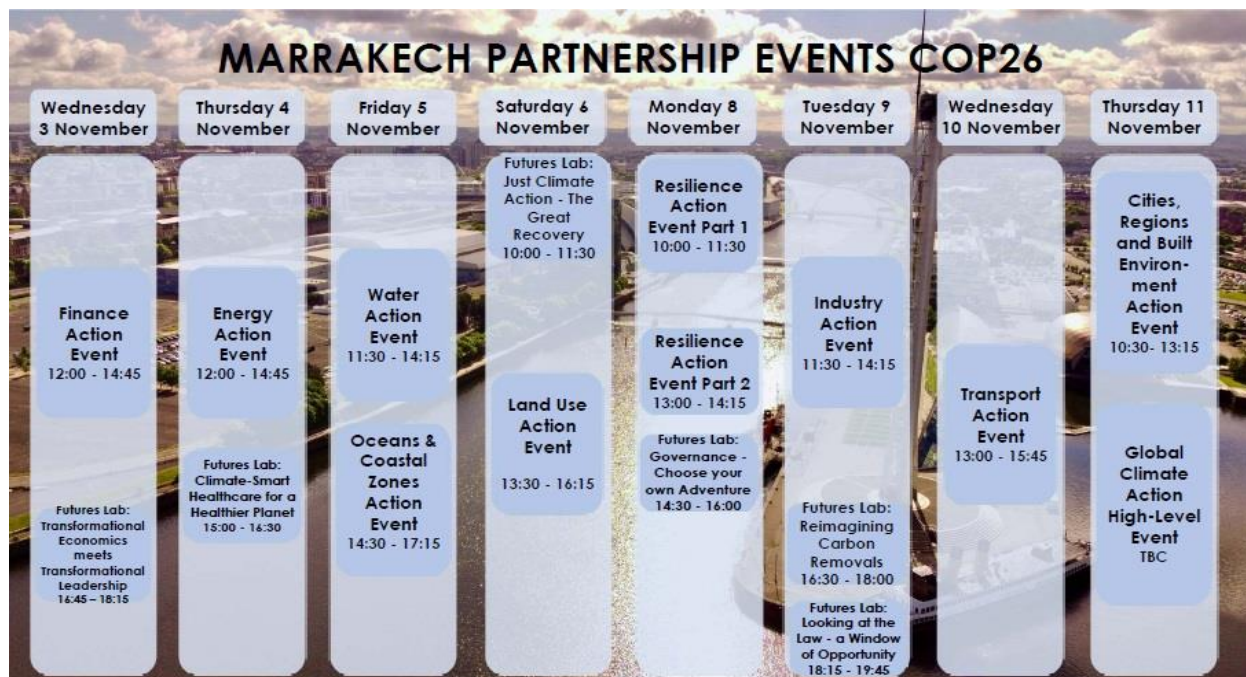 MARRAKECH PARTNERSHIP EVENTS COP26
Wednesday
3 November
Finance
Action
Event
12:00 - 14:45
Futures Lab:
Transformational
Economics
meets
Transformational
Leadership
16:45 – 18:15
Thursday 4
November
Energy
Action
Event
12:00 - 14:45
Futures Lab:
Climate-Smart
Healthcare for a
Healthier Planet
15:00 - 16:30
Friday 5
November
Water
Action
Event
11:30 - 14:15
Oceans &
Coastal
Zones
Action
Event
14:30 - 17:15
Saturday 6
November
Futures Lab:
Just Climate
Action - The
Great
Recovery
10:00 - 11:30
Land Use
Action
Event
13:30 - 16:15
Monday 8
November
Resilience
Action
Event Part 1
10:00 - 11:30
Resilience
Action
Event Part 2
13:00 - 14:15
Futures Lab:
Governance -
Choose your
own Adventure
14:30 - 16:00
Tuesday 9
November
Industry
Action
Event
11:30 - 14:15
Futures Lab:
Reimagining
Carbon
Removals
16:30 - 18:00
Futures Lab:
Looking at the
Law - a Window
of Opportunity
18:15 - 19:45
Wednesday
10 November
Transport
Action
Event
13:00 - 15:45
Thursday 11
November
Cities,
Regions
and Built
Environ-
ment
Action
Event
10:30- 13:15
Global
Climate
Action
High-Level
Event
TBC